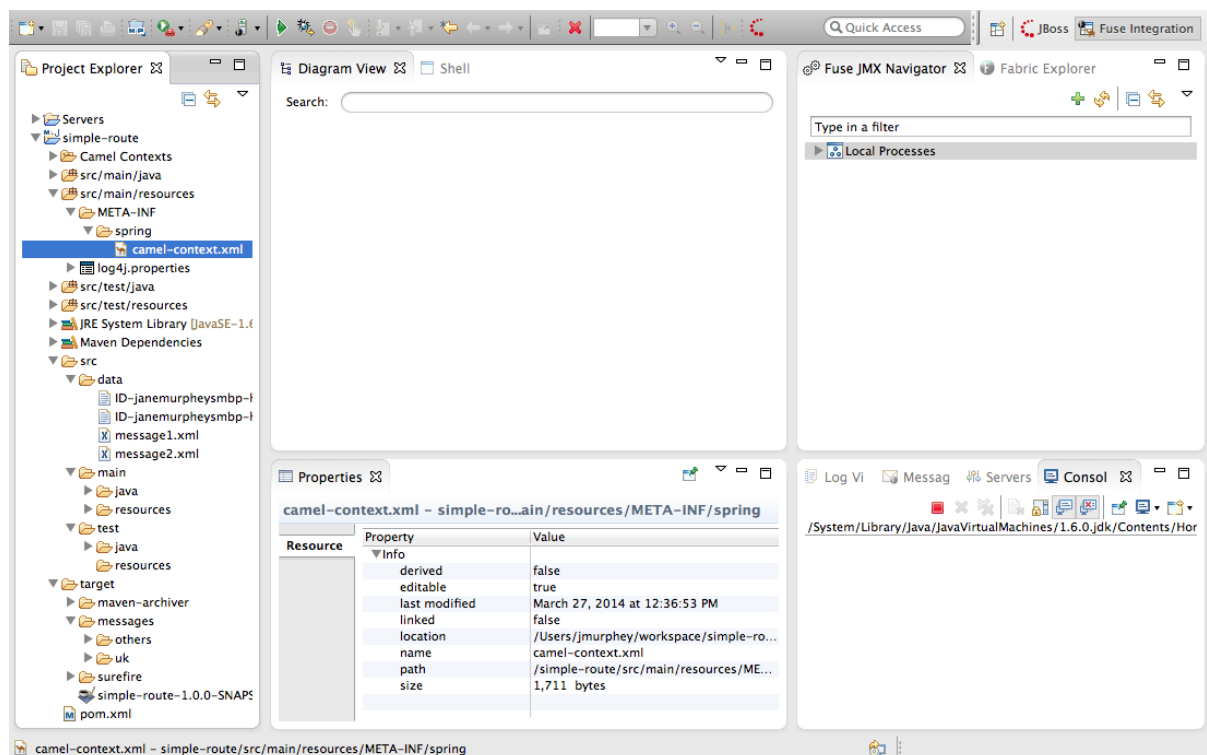 Quick Access
JBoss
Fuse Integration
Project Explorer
Servers
simple-route
Camel Contexts
src/main/java
src/main/resources
META-INF
spring
camel-context.xml
log4j.properties
src/test/java
src/test/resources
JRE System Library [JavaSE-1.6
Maven Dependencies
src
data
ID-janemurpheysmbp-h
ID-janemurpheysmbp-h
message1.xml
message2.xml
main
java
resources
test
java
resources
target
maven-archiver
messages
others
uk
surefire
simple-route-1.0.0-SNAPS
pom.xml
Diagram View
Shell
Search:
Fuse JMX Navigator
Fabric Explorer
Type in a filter
Local Processes
Properties
camel-context.xml - simple-ro...ain/resources/META-INF/spring
Resource
Property Value
Info
derived false
editable true
last modified March 27, 2014 at 12:36:53 PM
linked false
location /Users/jmurphey/workspace/simple-ro...
name camel-context.xml
path /simple-route/src/main/resources/ME...
size 1,711 bytes
Log Vi
Messag
Servers
Consol
/System/Library/Java/JavaVirtualMachines/1.6.0.jdk/Contents/Hor
camel-context.xml - simple-route/src/main/resources/META-INF/spring